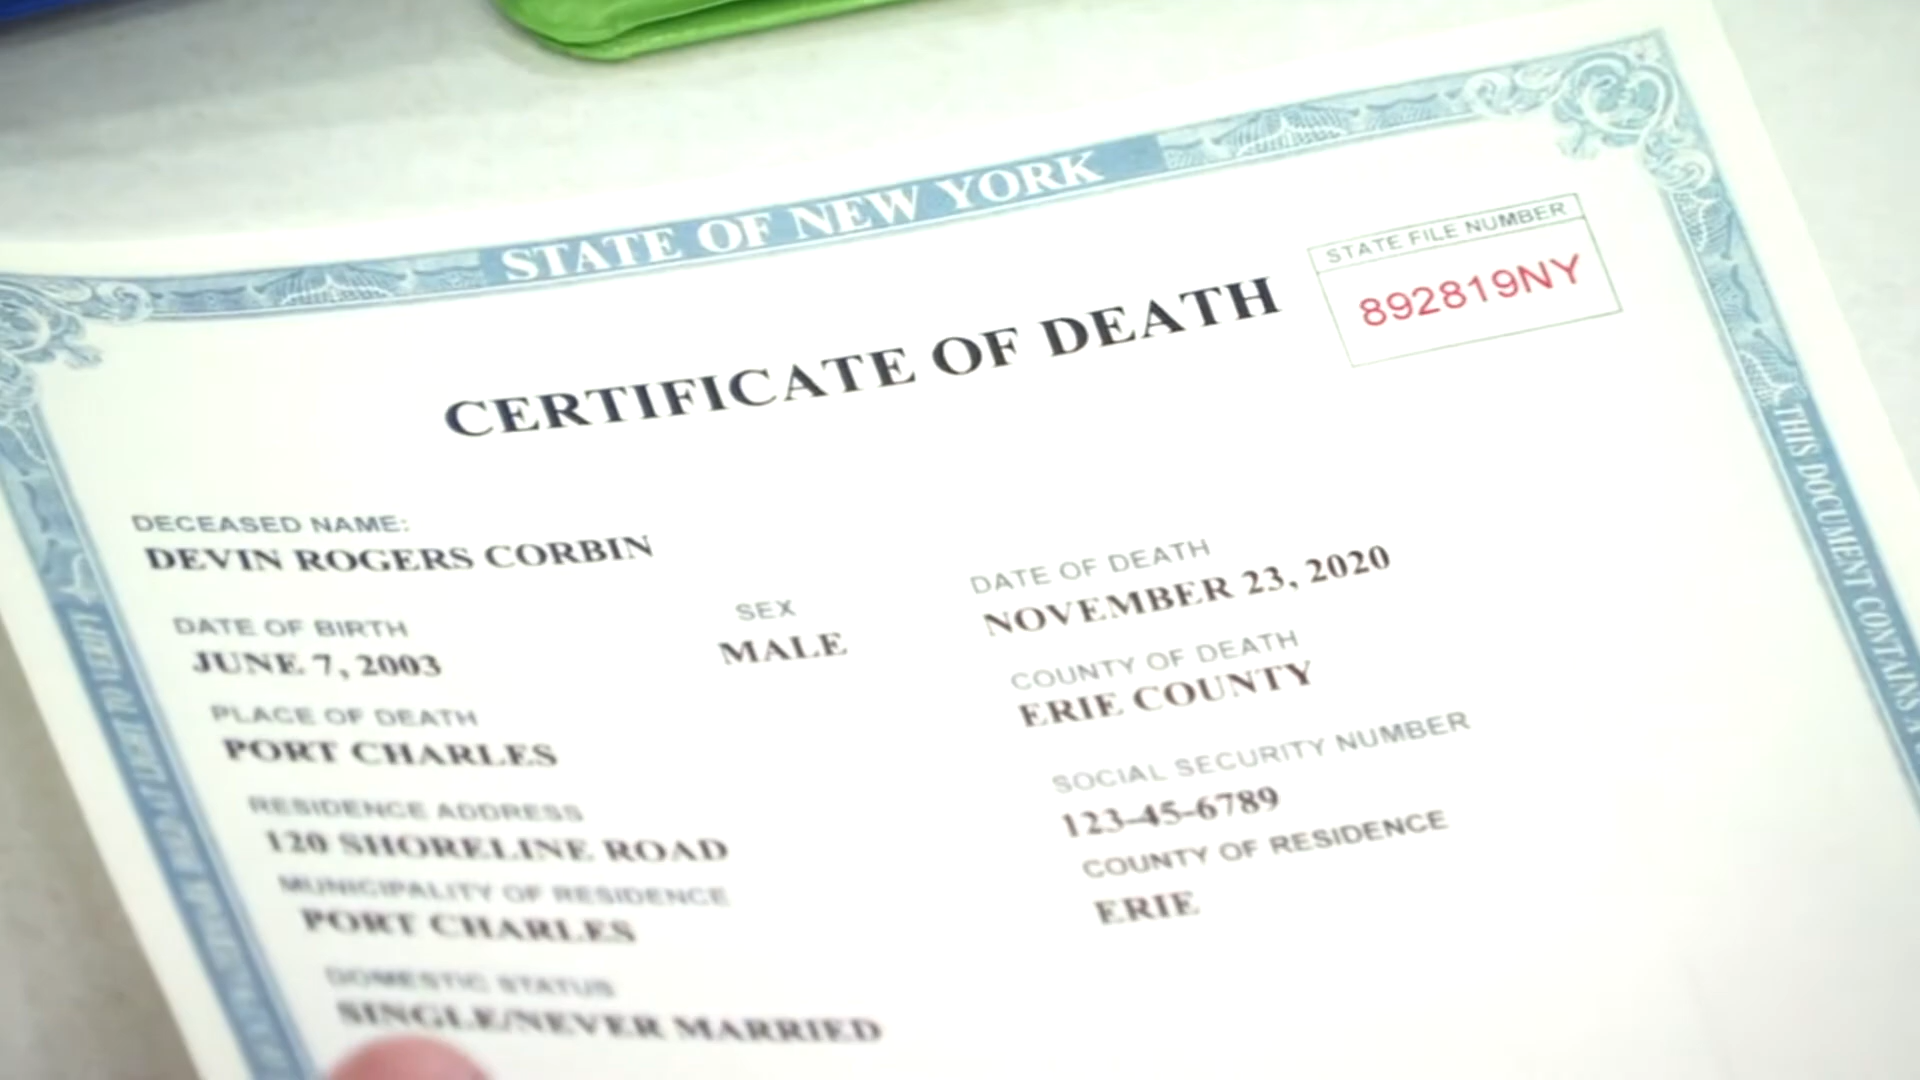 STATE OF NEW YORK
STATE FILE NUMBER
892819NY
CERTIFICATE OF DEATH
DECEASED NAME:
DEVIN ROGERS CORBIN
DATE OF BIRTH
JUNE 7, 2003
SEX
MALE
DATE OF DEATH
NOVEMBER 23, 2020
PLACE OF DEATH
PORT CHARLES
COUNTY OF DEATH
ERIE COUNTY
RESIDENCE ADDRESS
120 SHORELINE ROAD
SOCIAL SECURITY NUMBER
123-45-6789
MUNICIPALITY OF RESIDENCE
PORT CHARLES
COUNTY OF RESIDENCE
ERIE
DOMESTIC STATUS
SINGLE/NEVER MARRIED
THIS DOCUMENT CONTAINS A
LIGHT TO VERIFY